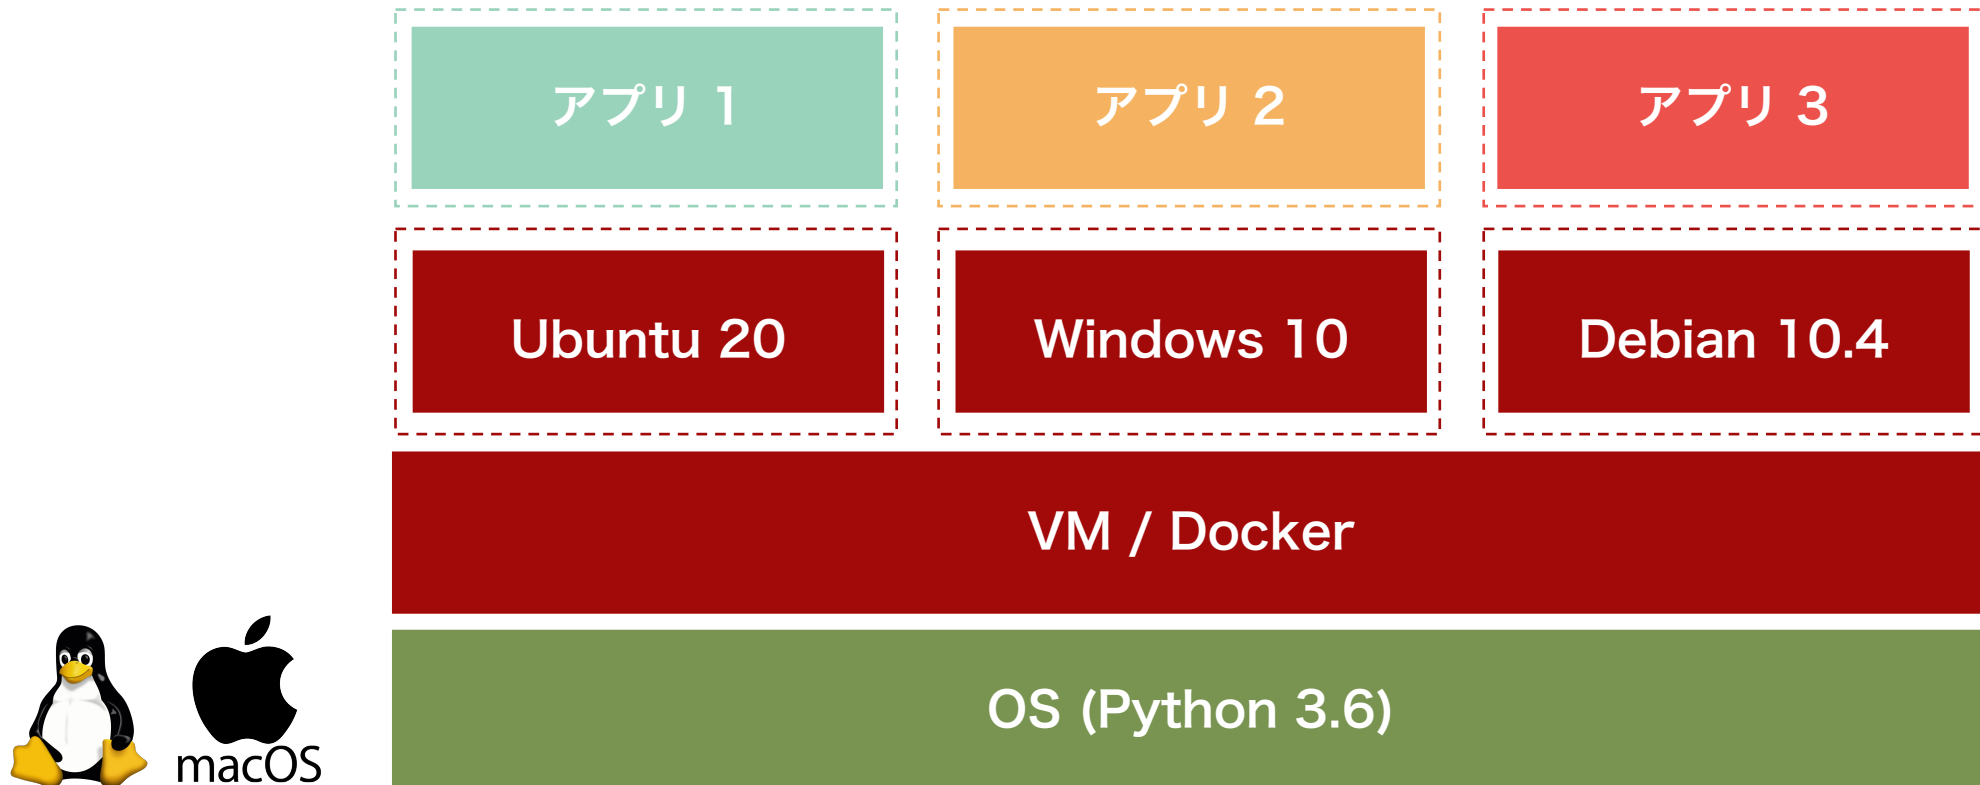 アプリ 1
アプリ 2
アプリ 3
Ubuntu 20
Windows 10
Debian 10.4
VM / Docker
OS (Python 3.6)
macOS